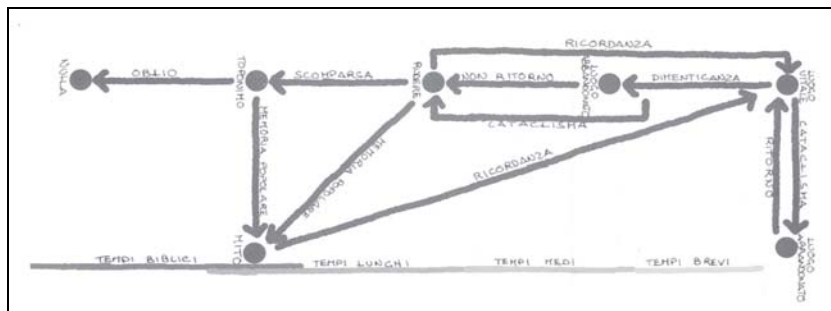 RICORDANZA
NULLA
OBLIO
TOPONIMO
SCOMPARSA
RUDERE
NON RITORNO
LUOGO
ABBANDONATO
DIMENTICANZA
LUOGO
VITALE
CATACLISMA
MEMORIA POPOLARE
MEMORIA POPOLARE
RICORDANZA
RITORNO
CATACLISMA
MITO
LUOGO
ABBANDONATO
TEMPI BIBLICI
TEMPI LUNGHI
TEMPI MEDI
TEMPI BREVI